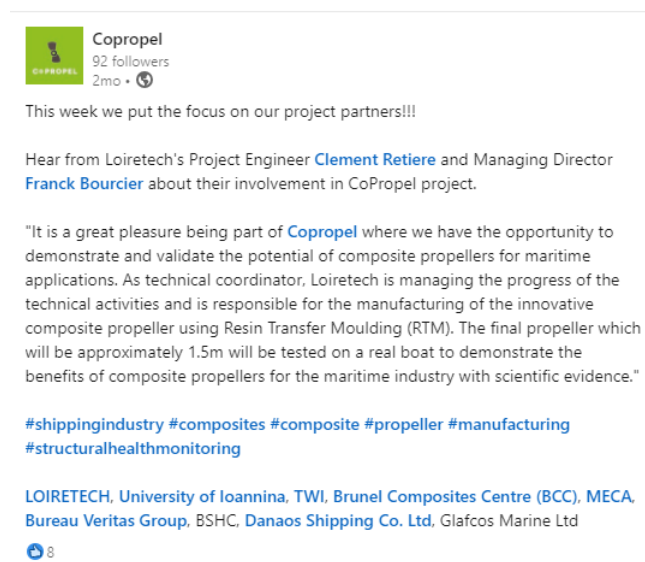 COPROPEL
Copropel
92 followers
2mo •
This week we put the focus on our project partners!!!
Hear from Loiretech's Project Engineer Clement Retiere and Managing Director
Franck Bourcier about their involvement in CoPropel project.
"It is a great pleasure being part of Copropel where we have the opportunity to
demonstrate and validate the potential of composite propellers for maritime
applications. As technical coordinator, Loiretech is managing the progress of the
technical activities and is responsible for the manufacturing of the innovative
composite propeller using Resin Transfer Moulding (RTM). The final propeller which
will be approximately 1.5m will be tested on a real boat to demonstrate the
benefits of composite propellers for the maritime industry with scientific evidence."
#shippingindustry #composites #composite #propeller #manufacturing
#structuralhealthmonitoring
LOIRETECH, University of Ioannina, TWI, Brunel Composites Centre (BCC), MECA,
Bureau Veritas Group, BSHC, Danaos Shipping Co. Ltd, Glafcos Marine Ltd
8